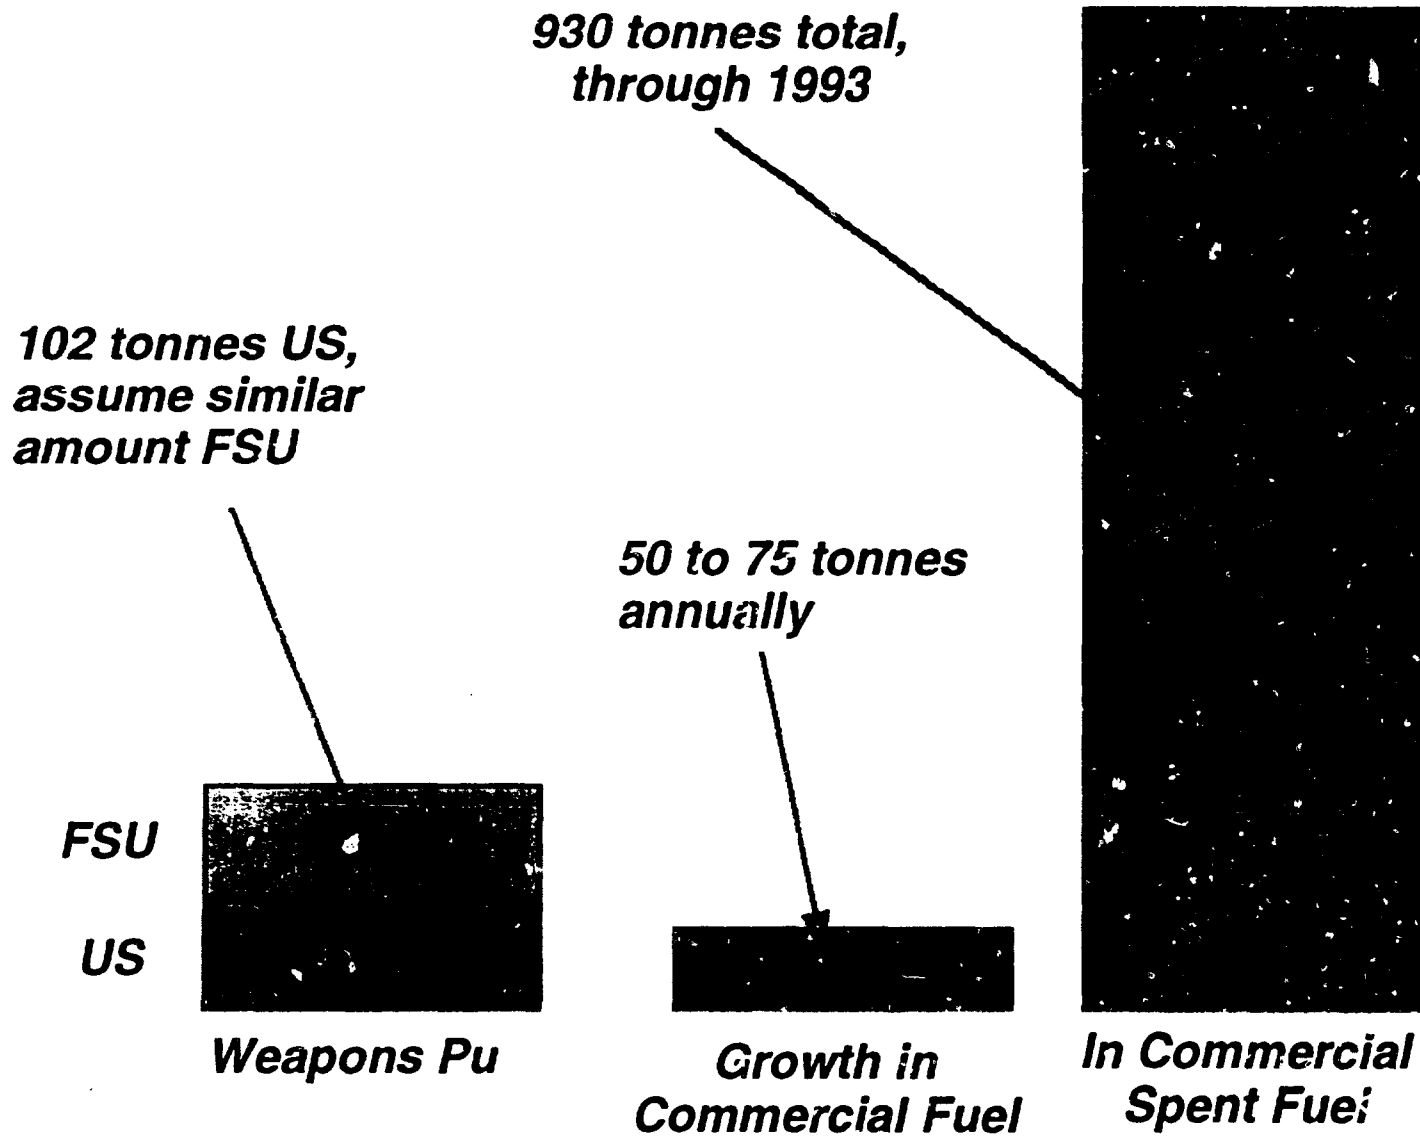 930 tonnes total,
through 1993
102 tonnes US,
assume similar
amount FSU
50 to 75 tonnes
annually
FSU
US
Weapons Pu
Growth in
Commercial Fuel
In Commercial
Spent Fuel